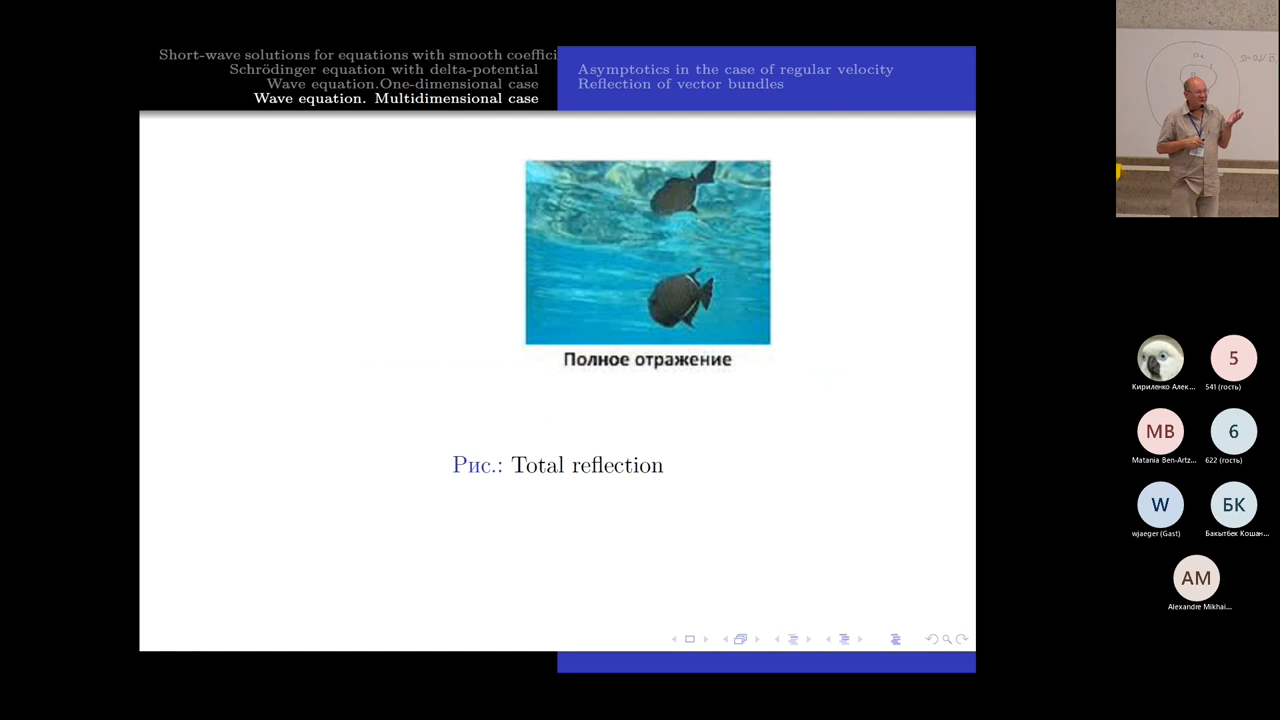 Short-wave solutions for equations with smooth coeffici
Schrödinger equation with delta-potential
Wave equation.One-dimensional case
Wave equation. Multidimensional case
Asymptotics in the case of regular velocity
Reflection of vector bundles
Полное отражение
Рис.: Total reflection
Кириленко Алек...
5
541 (гость)
MB
Matania Ben-Artz...
6
622 (гость)
W
wjaeger (Gast)
БК
Бакытбек Кошан...
AM
Alexandre Mikhai...